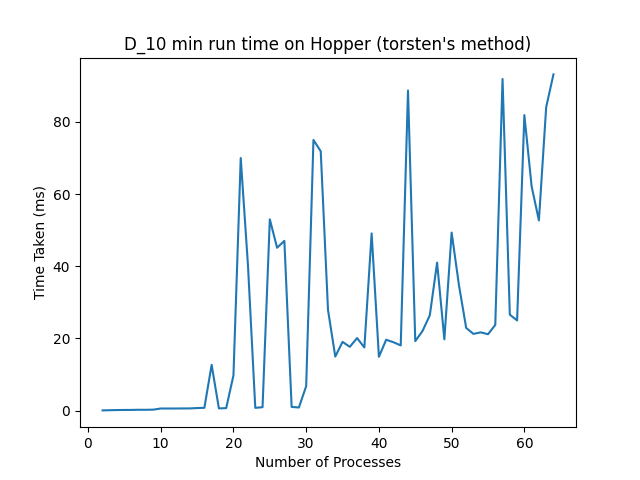 D_10 min run time on Hopper (torsten's method)
80
60
40
20
0
Time Taken (ms)
0 10 20 30 40 50 60
Number of Processes